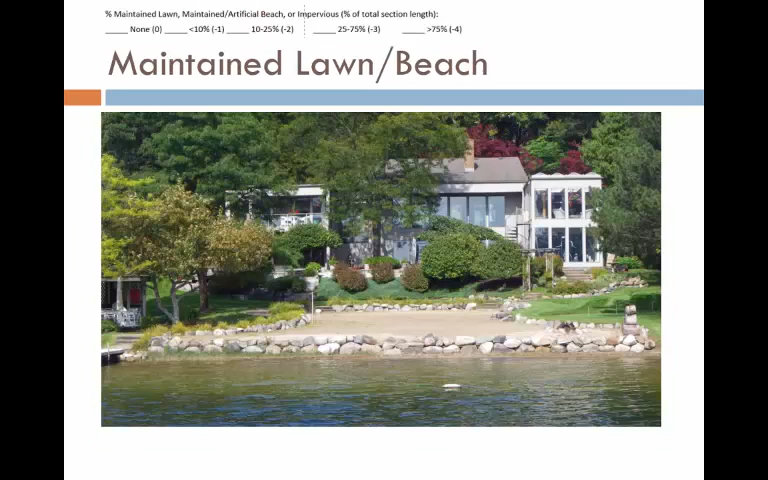 % Maintained Lawn, Maintained/Artificial Beach, or Impervious (% of total section length):
_____ None (0) _____ <10% (-1) _____ 10-25% (-2) _____ 25-75% (-3) _____ >75% (-4)
Maintained Lawn/Beach